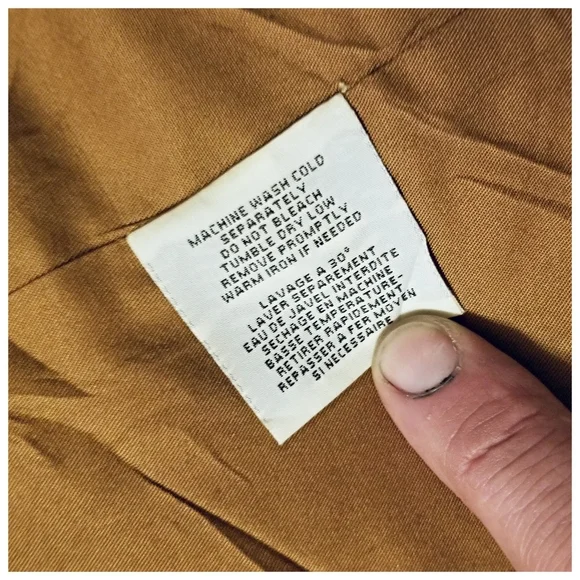 MACHINE WASH COLD
SEPARATELY
DO NOT BLEACH
TUMBLE DRY LOW
REMOVE PROMPTLY
WARM IRON IF NEEDED
LAVAGE A 30°
LAVER SEPAREMENT
EAU DE JAVEL INTERDITE
SECHAGE EN MACHINE
BASSE TEMPERATURE-
RETIRER RAPIDEMENT
REPASSER A FER MOYEN
SI NECESSAIRE